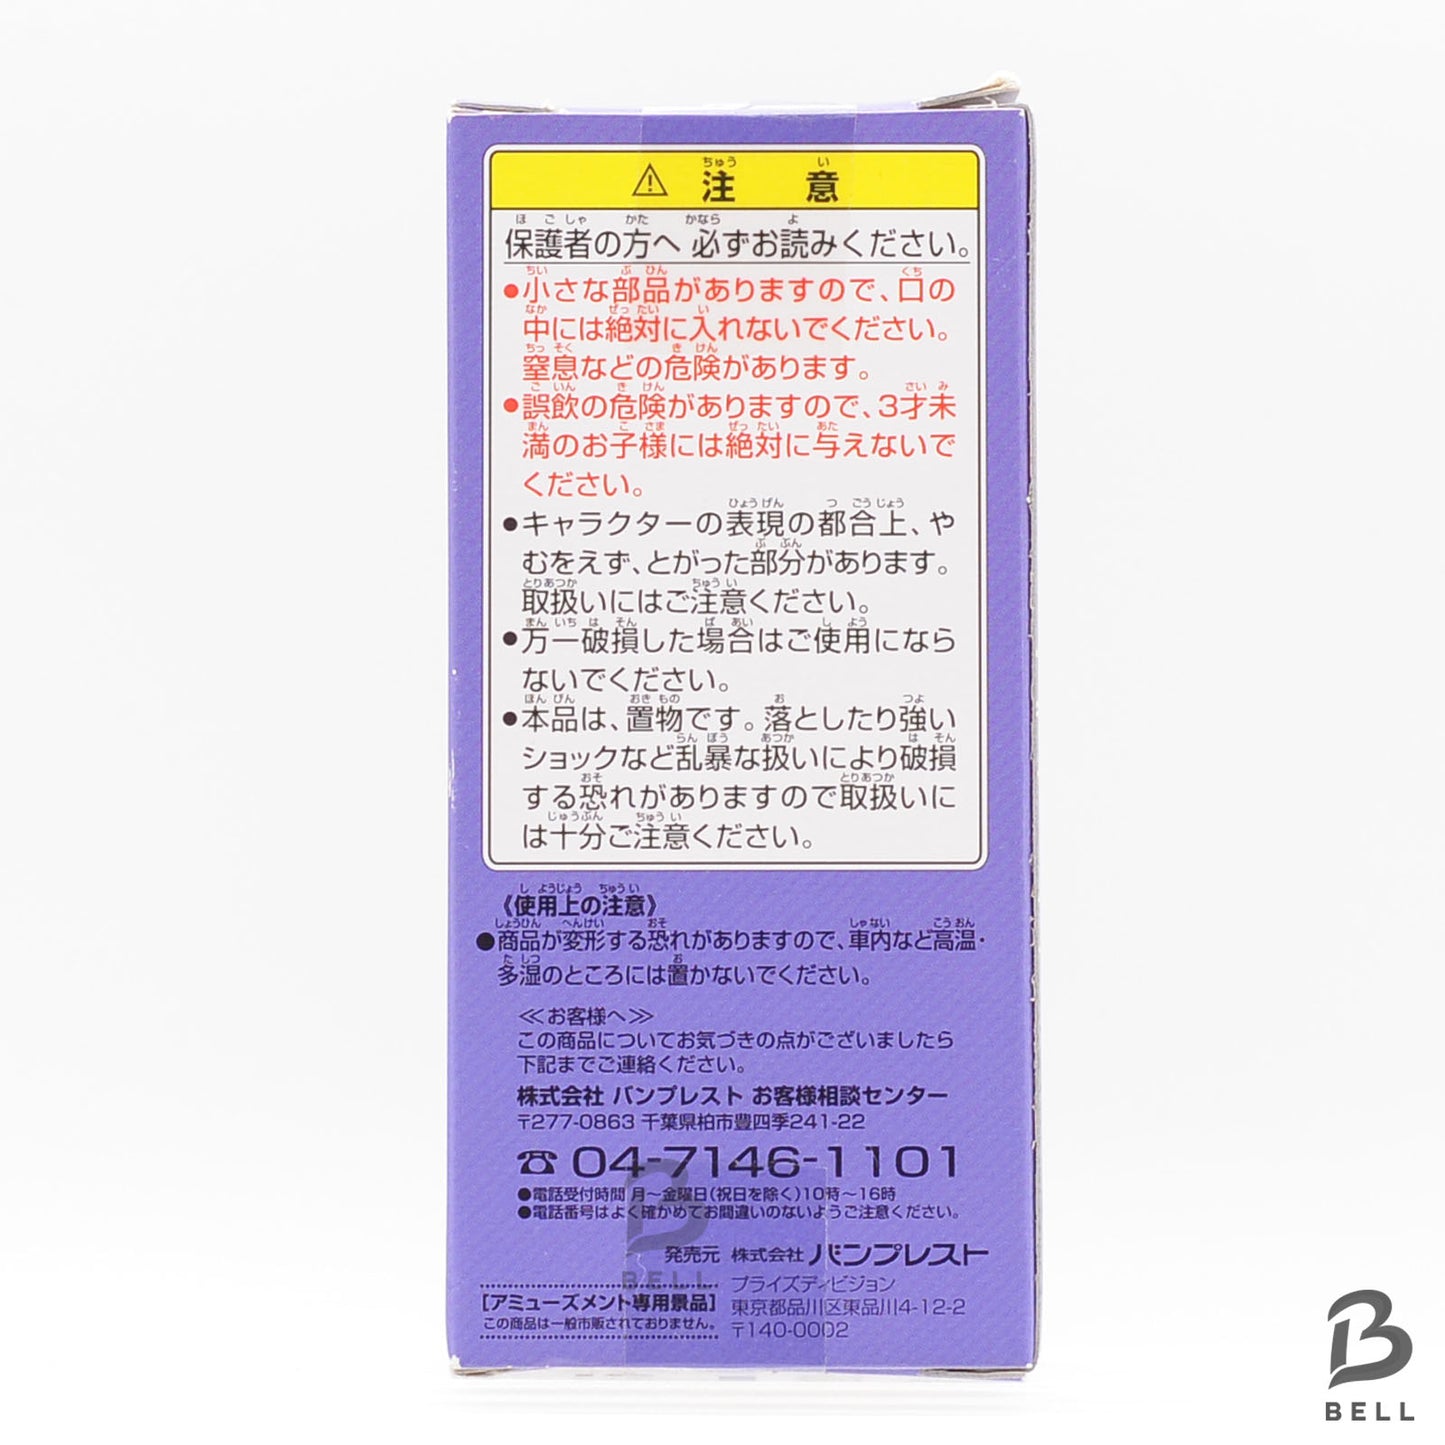 ⚠ 注意
保護者の方へ 必ずお読みください。
●小さな部品がありますので、口の
中には絶対に入れないでください。
窒息などの危険があります。
●誤飲の危険がありますので、3才未
満のお子様には絶対に与えないで
ください。
●キャラクターの表現の都合上、や
むをえず、とがった部分があります。
取扱いにはご注意ください。
●万一破損した場合はご使用になら
ないでください。
●本品は、置物です。落としたり強い
ショックなど乱暴な扱いにより破損
する恐れがありますので取扱いに
は十分ご注意ください。
《使用上の注意》
●商品が変形する恐れがありますので、車内など高温・
多湿のところには置かないでください。
≪お客様へ≫
この商品についてお気づきの点がございましたら
下記までご連絡ください。
株式会社 バンプレスト お客様相談センター
〒277-0863 千葉県柏市豊四季241-22
☎ 04-7146-1101
●電話受付時間 月～金曜日(祝日を除く)10時～16時
●電話番号はよく確かめてお間違いのないようご注意ください。
発売元 株式会社 バンプレスト
プライズディビジョン
東京都品川区東品川4-12-2
〒140-0002
[アミューズメント専用景品]
この商品は一般市販されておりません。
BELL
BELL